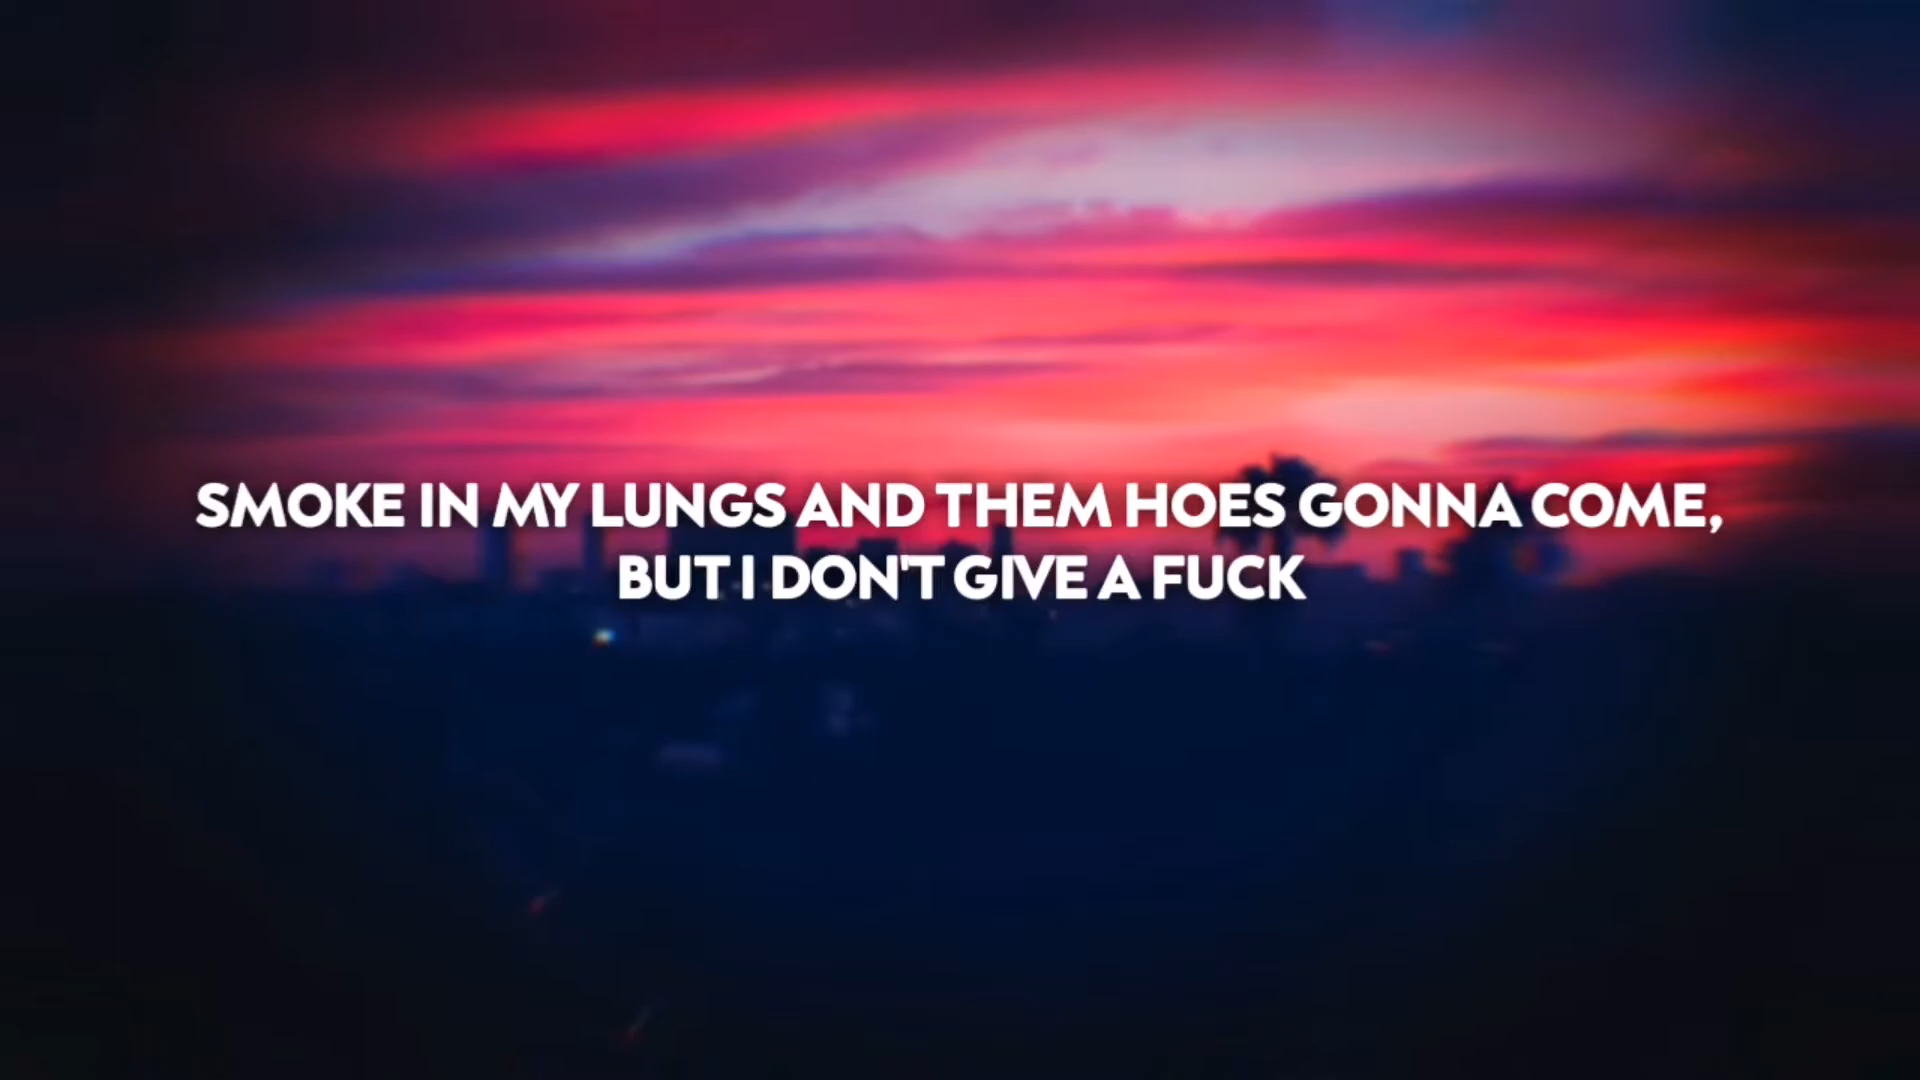 SMOKE IN MY LUNGS AND THEM HOES GONNA COME,
BUT I DON'T GIVE A FUCK